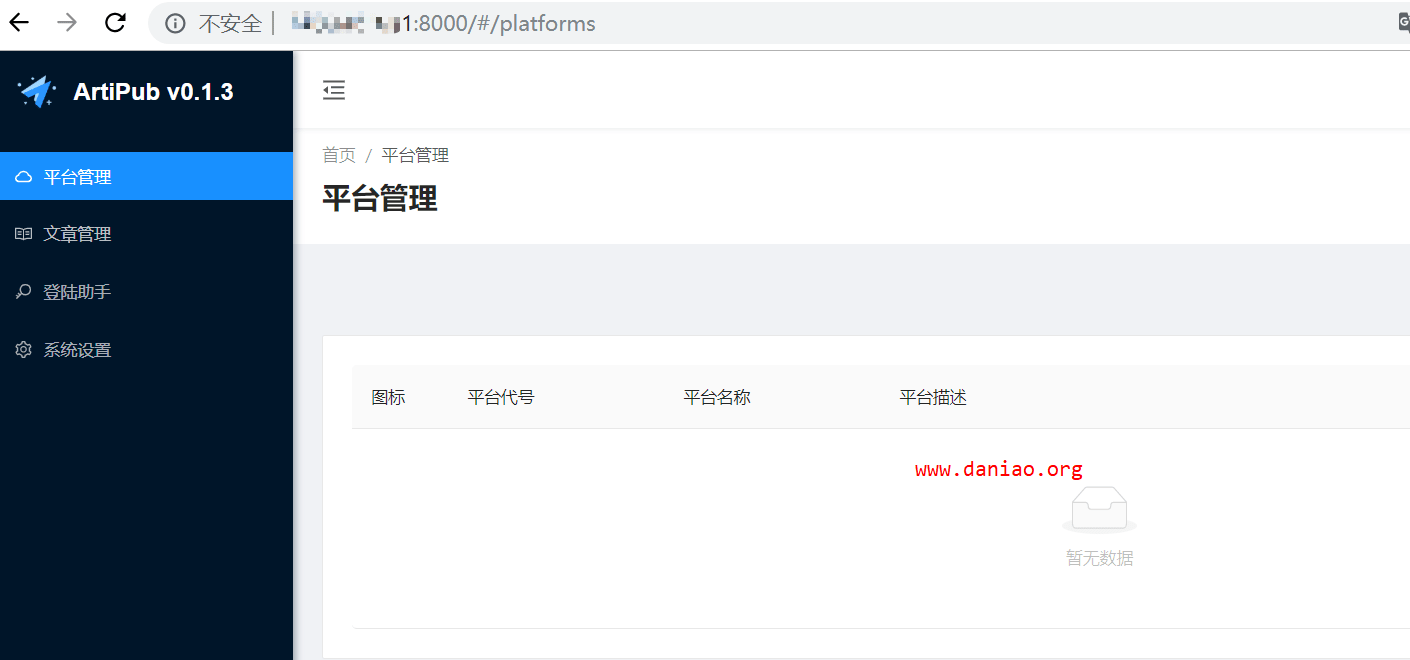 不安全
1:8000/#/platforms
ArtiPub v0.1.3
平台管理
文章管理
登陆助手
系统设置
首页 / 平台管理
平台管理
图标 平台代号 平台名称 平台描述
www.daniao.org
暂无数据